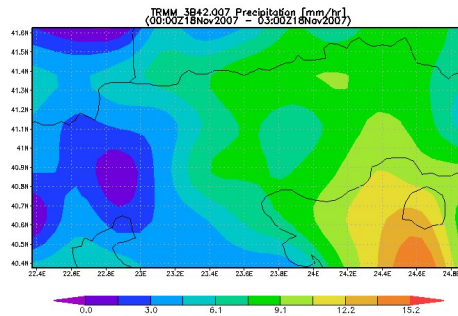 TRMM_3B42.007 Precipitation [mm/hr]
(00:00Z18Nov2007 - 03:00Z18Nov2007)
41.6N
41.5N
41.4N
41.3N
41.2N
41.1N
41N
40.9N
40.8N
40.7N
40.6N
40.5N
40.4N
22.4E 22.6E 22.8E 23E 23.2E 23.4E 23.6E 23.8E 24E 24.2E 24.4E 24.6E 24.8E
0.0 3.0 6.1 9.1 12.2 15.2